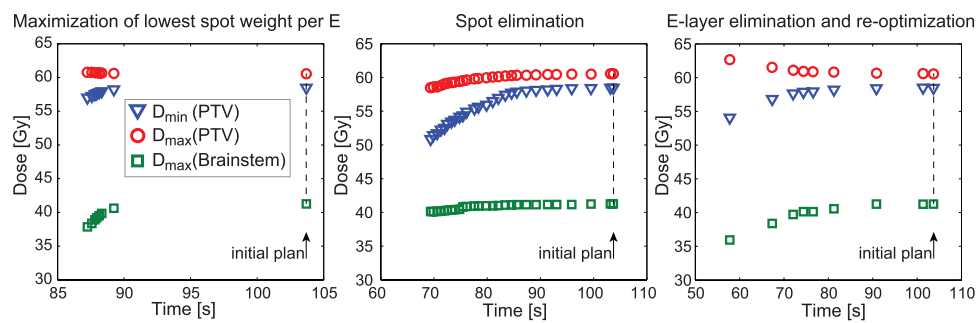 Maximization of lowest spot weight per E
65
60
55
50
45
40
35
30
Dose [Gy]
Dmin (PTV)
Dmax(PTV)
Dmax(Brainstem)
initial plan
85 90 95 100 105
Time [s]
Spot elimination
65
60
55
50
45
40
35
30
Dose [Gy]
initial plan
60 70 80 90 100 110
Time [s]
E-layer elimination and re-optimization
65
60
55
50
45
40
35
30
Dose [Gy]
initial plan
50 60 70 80 90 100 110
Time [s]